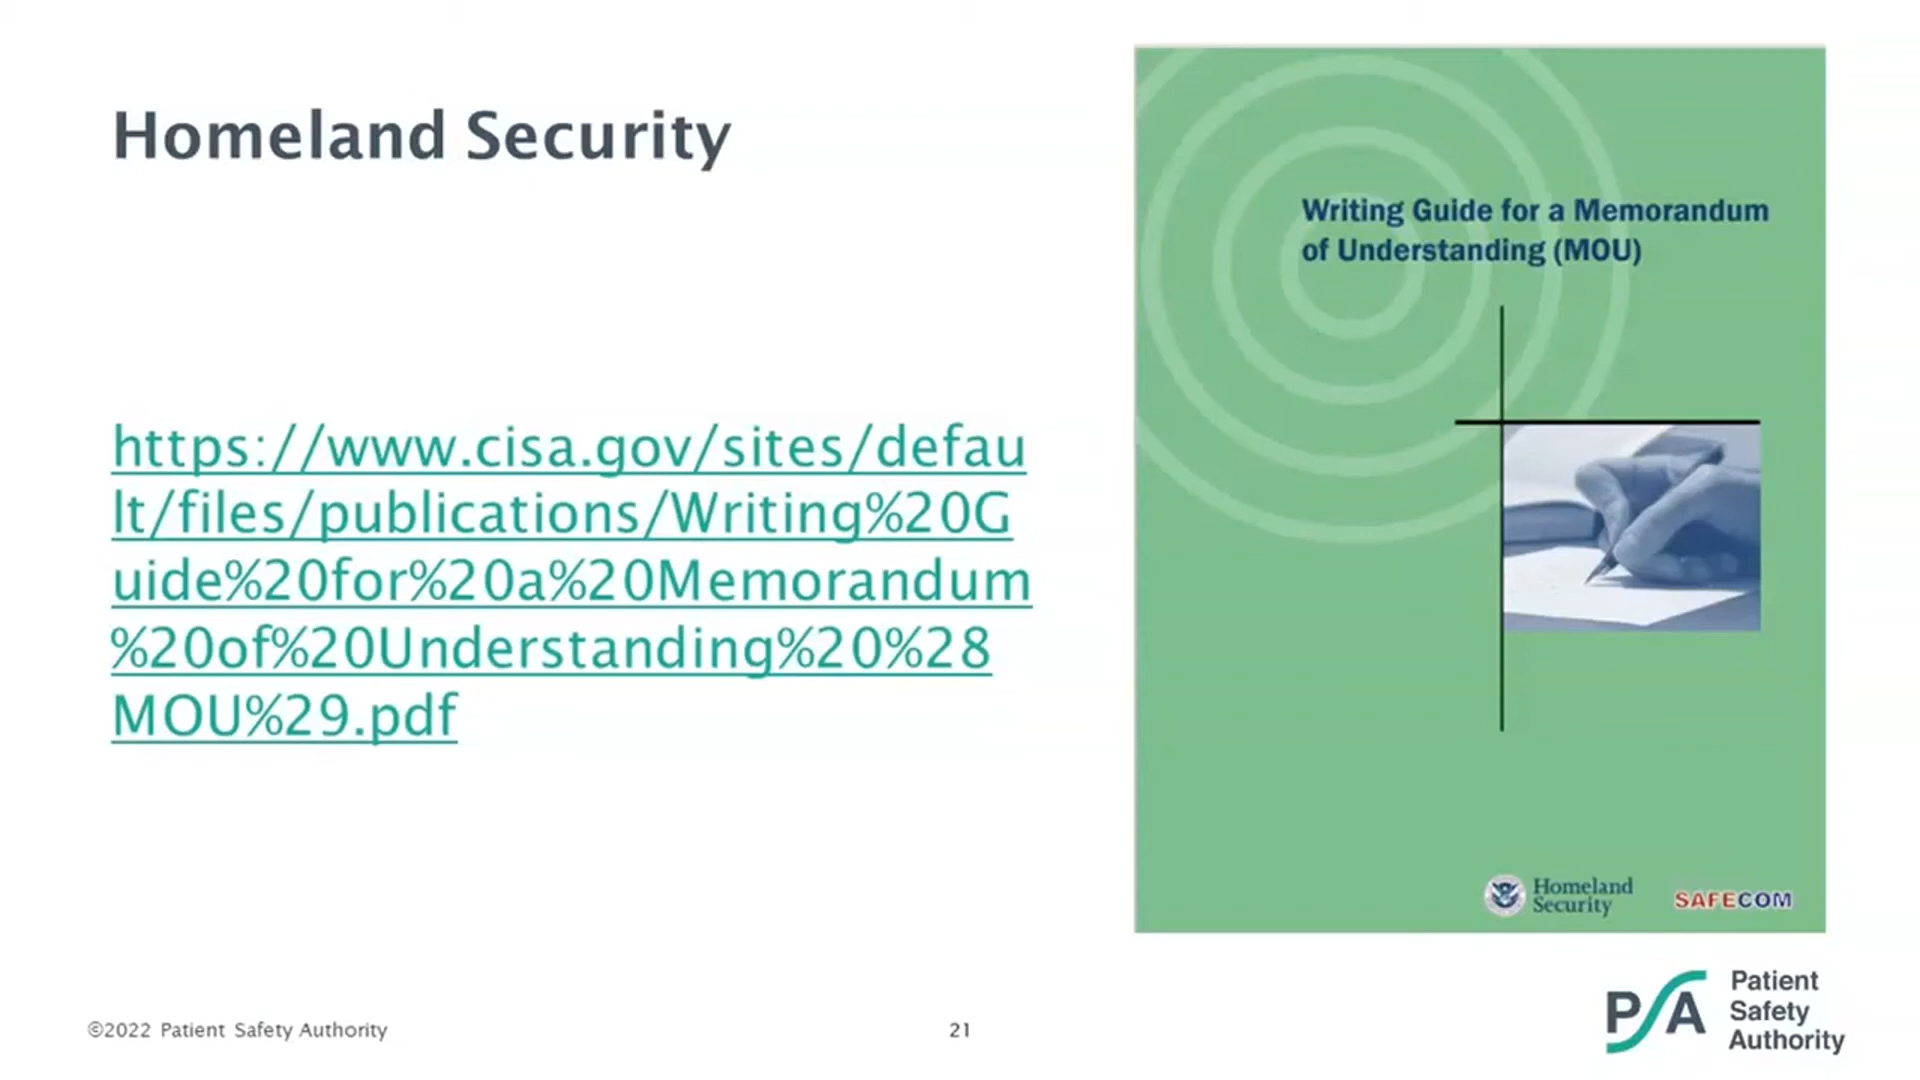 Homeland Security
https://www.cisa.gov/sites/defau
lt/files/publications/Writing%20G
uide%20for%20a%20Memorandum
%20of%20Understanding%20%28
MOU%29.pdf
Writing Guide for a Memorandum
of Understanding (MOU)
Homeland
Security
SAFECOM
©2022 Patient Safety Authority
21
PSA
Patient
Safety
Authority